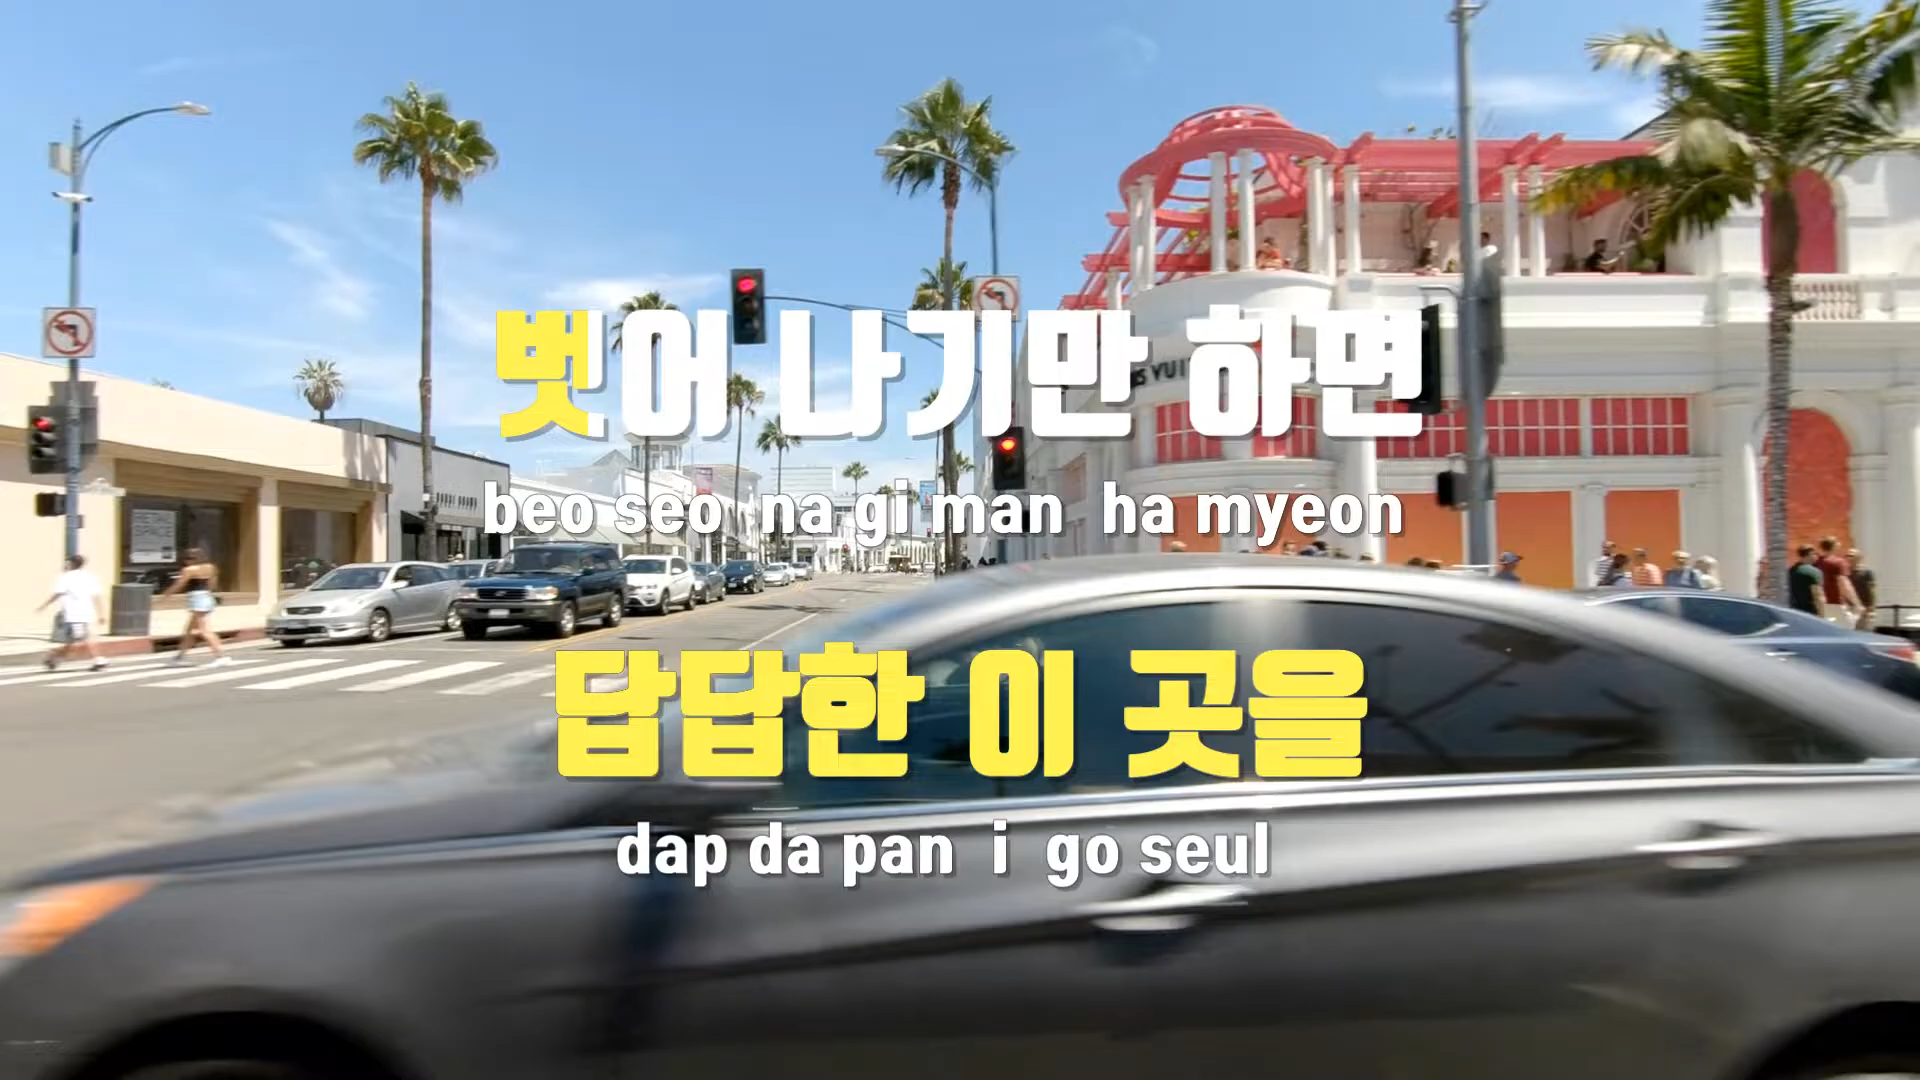 벗어 나기만 하면
beo seo na gi man ha myeon
답답한 이 곳을
dap da pan i go seul